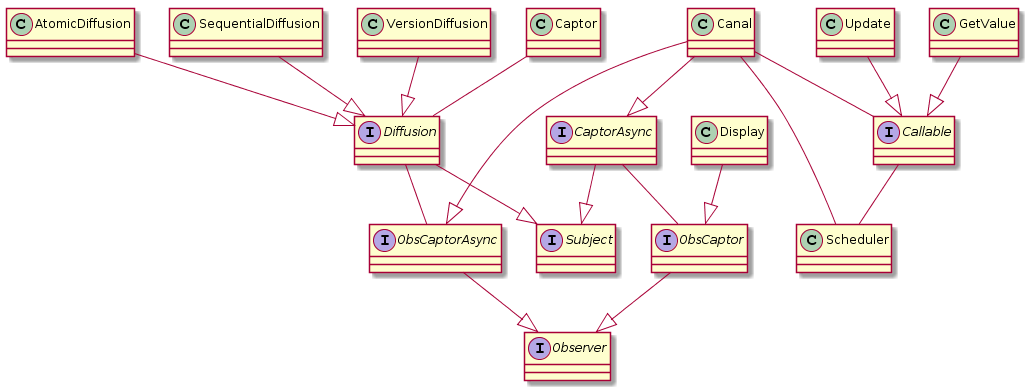 C AtomicDiffusion
C SequentialDiffusion
C VersionDiffusion
C Captor
C Canal
C Update
C GetValue
I Diffusion
I CaptorAsync
C Display
I Callable
I ObsCaptorAsync
I Subject
I ObsCaptor
C Scheduler
I Observer